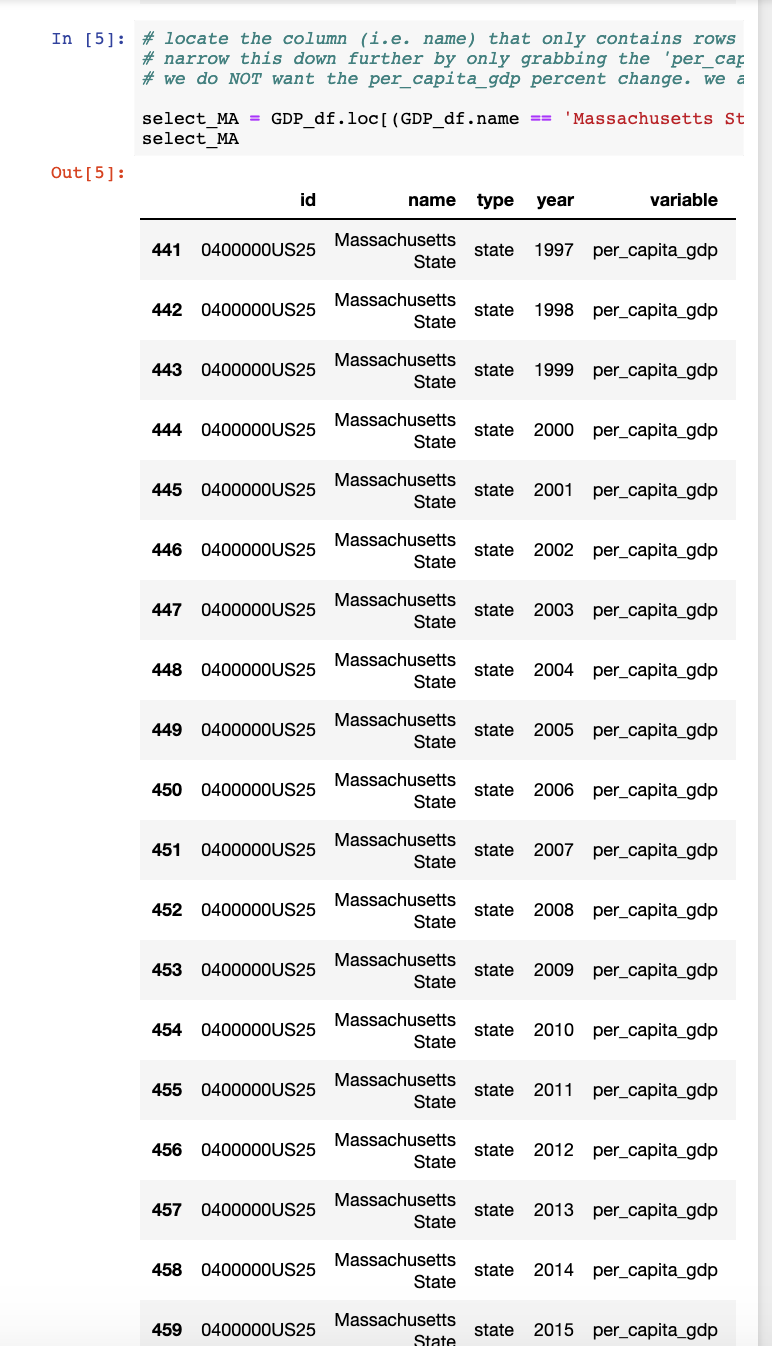 In [5]: # locate the column (i.e. name) that only contains rows
# narrow this down further by only grabbing the 'per_cap
# we do NOT want the per_capita_gdp percent change. we a
select_MA = GDP_df.loc[(GDP_df.name == 'Massachusetts St
select_MA
Out[5]:
id name type year variable
Massachusetts
441 0400000US25 state 1997 per_capita_gdp
State
Massachusetts
442 0400000US25 state 1998 per_capita_gdp
State
Massachusetts
443 0400000US25 state 1999 per_capita_gdp
State
Massachusetts
444 0400000US25 state 2000 per_capita_gdp
State
Massachusetts
445 0400000US25 state 2001 per_capita_gdp
State
Massachusetts
446 0400000US25 state 2002 per_capita_gdp
State
Massachusetts
447 0400000US25 state 2003 per_capita_gdp
State
Massachusetts
448 0400000US25 state 2004 per_capita_gdp
State
Massachusetts
449 0400000US25 state 2005 per_capita_gdp
State
Massachusetts
450 0400000US25 state 2006 per_capita_gdp
State
Massachusetts
451 0400000US25 state 2007 per_capita_gdp
State
Massachusetts
452 0400000US25 state 2008 per_capita_gdp
State
Massachusetts
453 0400000US25 state 2009 per_capita_gdp
State
Massachusetts
454 0400000US25 state 2010 per_capita_gdp
State
Massachusetts
455 0400000US25 state 2011 per_capita_gdp
State
Massachusetts
456 0400000US25 state 2012 per_capita_gdp
State
Massachusetts
457 0400000US25 state 2013 per_capita_gdp
State
Massachusetts
458 0400000US25 state 2014 per_capita_gdp
State
Massachusetts
459 0400000US25 state 2015 per_capita_gdp
State